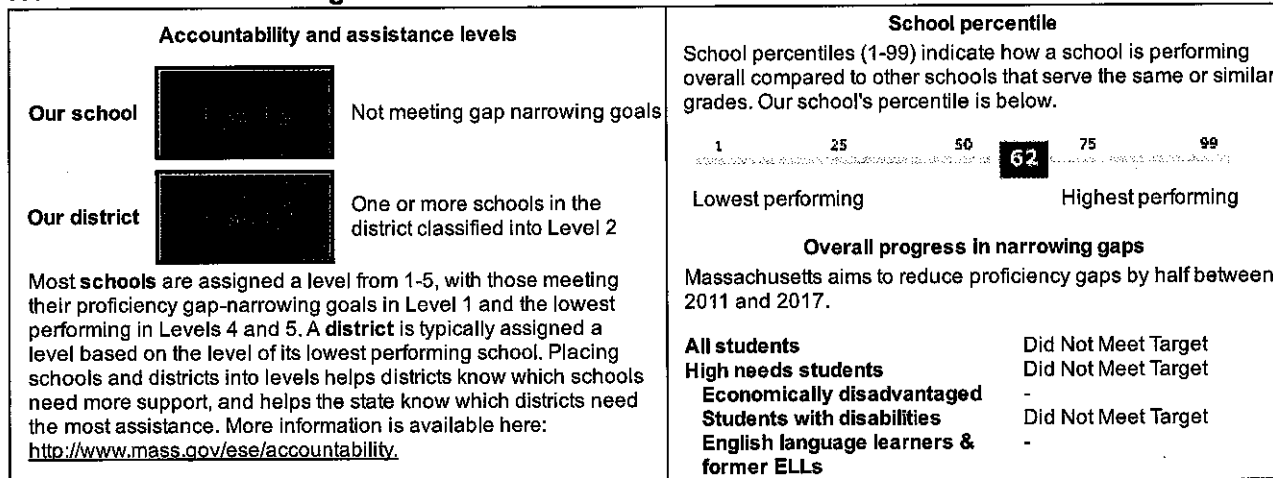 Accountability and assistance levels
Our school
Not meeting gap narrowing goals
Our district
One or more schools in the
district classified into Level 2
Most schools are assigned a level from 1-5, with those meeting
their proficiency gap-narrowing goals in Level 1 and the lowest
performing in Levels 4 and 5. A district is typically assigned a
level based on the level of its lowest performing school. Placing
schools and districts into levels helps districts know which schools
need more support, and helps the state know which districts need
the most assistance. More information is available here:
http://www.mass.gov/ese/accountability.
School percentile
School percentiles (1-99) indicate how a school is performing
overall compared to other schools that serve the same or similar
grades. Our school's percentile is below.
1 25 50 62 75 99
Lowest performing Highest performing
Overall progress in narrowing gaps
Massachusetts aims to reduce proficiency gaps by half between
2011 and 2017.
All students Did Not Meet Target
High needs students Did Not Meet Target
Economically disadvantaged -
Students with disabilities Did Not Meet Target
English language learners & -
former ELLs